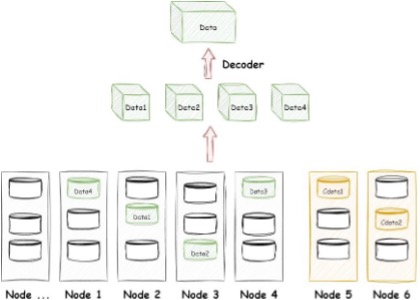 Data
Decoder
Data1 Data2 Data3 Data4
Data4 Data3 Cdata1
Data1 Cdata2
Data2
Node ... Node 1 Node 2 Node 3 Node 4 Node 5 Node 6